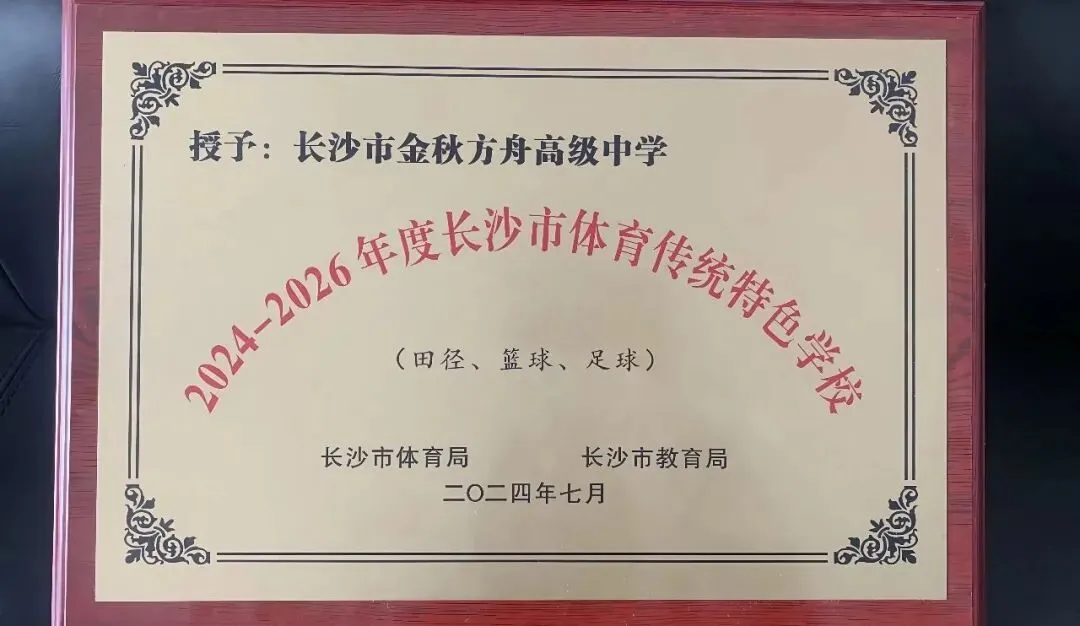 授予：长沙市金秋方舟高级中学
2024-2026年度长沙市体育传统特色学校
（田径、篮球、足球）
长沙市体育局 长沙市教育局
二〇二四年七月